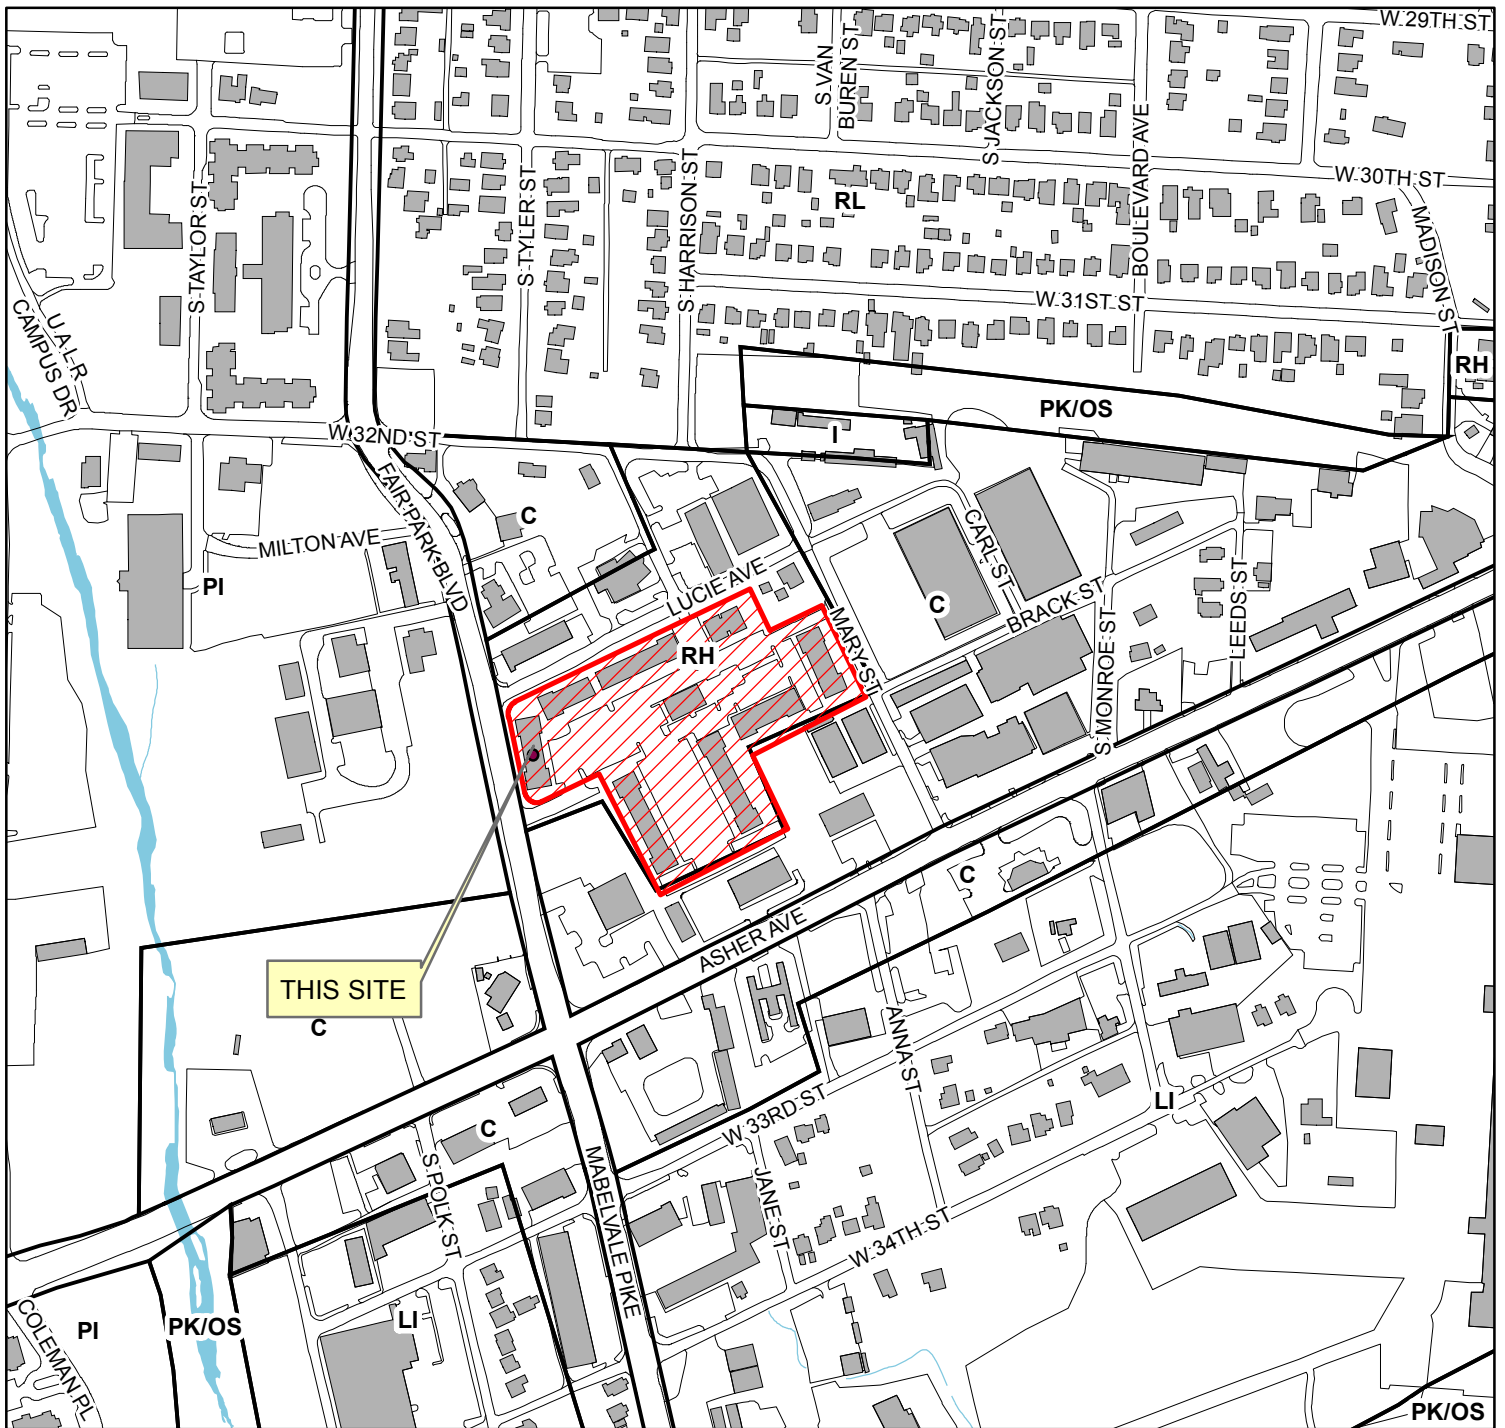 W 29TH ST
S VAN
BUREN ST
S JACKSON ST
BOULEVARD AVE
W 30TH ST
RL
S TAYLOR ST
S TYLER ST
S HARRISON ST
MADISON ST
W 31ST ST
U A L R
CAMPUS DR
RH
PK/OS
W 32ND ST
I
FAIR PARK BLVD
C
MILTON AVE
CARL ST
PI
LUCIE AVE
C
BRACK ST
LEEDS ST
MARY ST
S MONROE ST
RH
C
ASHER AVE
THIS SITE
C
ANNA ST
W 33RD ST
LI
C
S POLK ST
MABELVALE PIKE
JANE ST
W 34TH ST
COLEMAN PL
PI
PK/OS
LI
PK/OS